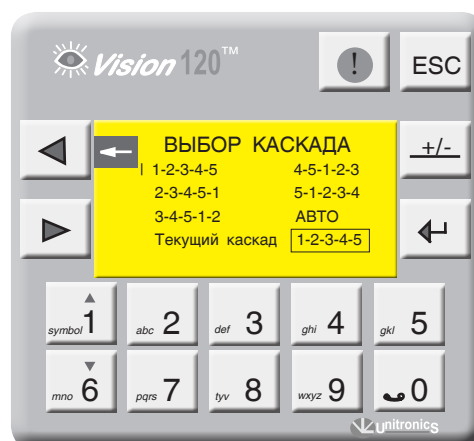 Vision 120™
!
ESC
ВЫБОР КАСКАДА
+/-
1-2-3-4-5 4-5-1-2-3
2-3-4-5-1 5-1-2-3-4
3-4-5-1-2 АВТО
Текущий каскад 1-2-3-4-5
symbol 1 abc 2 def 3 ghi 4 gkl 5
mno 6 pqrs 7 tyv 8 wxyz 9 0
unitronics